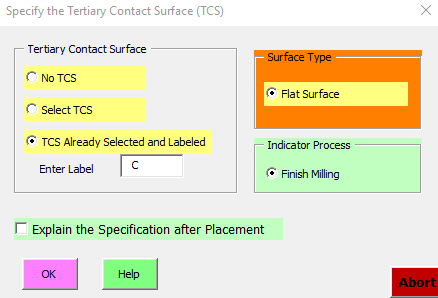 Specify the Tertiary Contact Surface (TCS)
Tertiary Contact Surface
No TCS
Select TCS
TCS Already Selected and Labeled
Enter Label C
Surface Type
Flat Surface
Indicator Process
Finish Milling
Explain the Specification after Placement
OK Help Abort